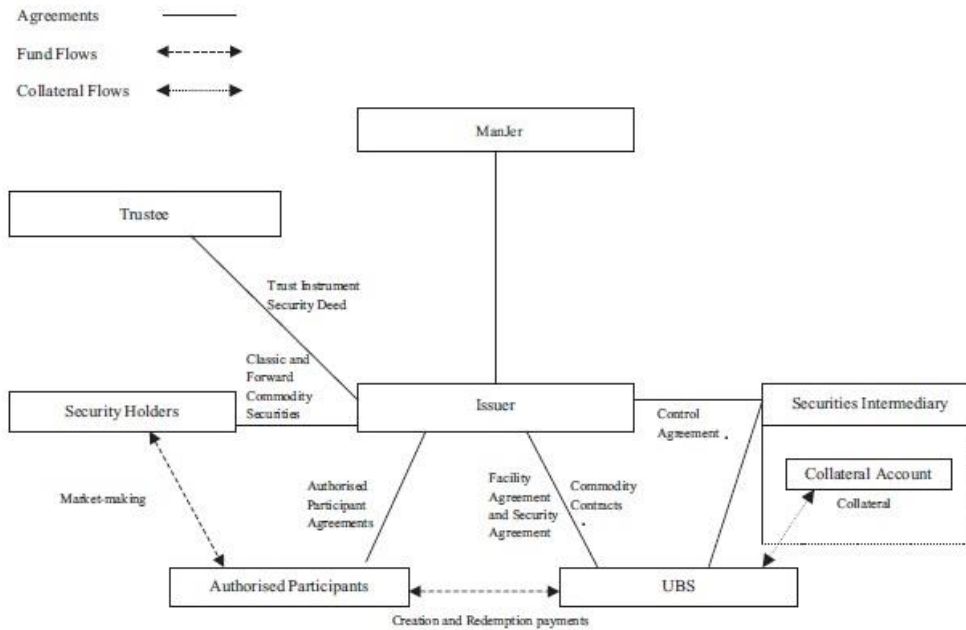 Agreements
Fund Flows
Collateral Flows
ManJer
Trustee
Trust Instrument
Security Deed
Classic and
Forward
Commodity
Securities
Security Holders
Issuer
Control
Agreement
Securities Intermediary
Collateral Account
Collateral
Market-making
Authorised
Participant
Agreements
Facility
Agreement
and Security
Agreement
Commodity
Contracts
Authorised Participants
UBS
Creation and Redemption payments